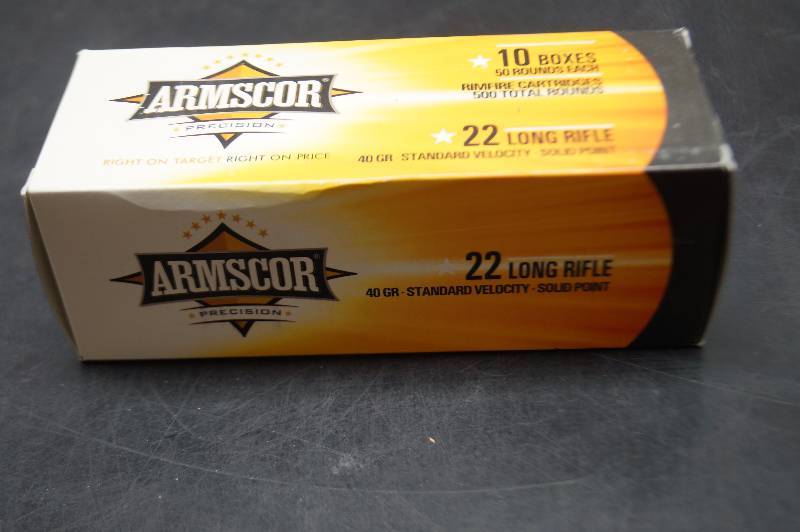 ARMSCOR
PRECISION
RIGHT ON TARGET RIGHT ON PRICE
10 BOXES
50 ROUNDS EACH
RIMFIRE CARTRIDGES
500 TOTAL ROUNDS
22 LONG RIFLE
40 GR - STANDARD VELOCITY - SOLID POINT
ARMSCOR
PRECISION
22 LONG RIFLE
40 GR - STANDARD VELOCITY - SOLID POINT